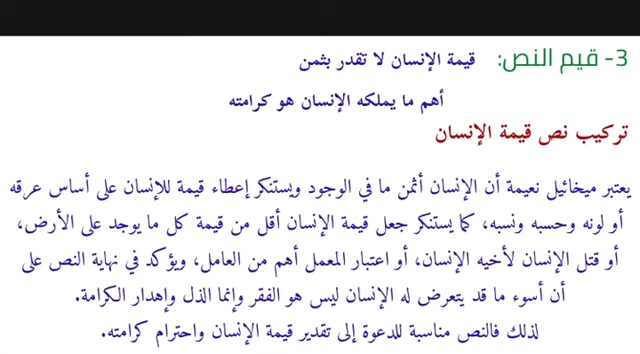 3- قيم النص: قيمة الإنسان لا تقدر بثمن
أهم ما يملكه الإنسان هو كرامته
تركيب نص قيمة الإنسان
يعتبر ميخائيل نعيمة أن الإنسان أثمن ما في الوجود ويستنكر إعطاء قيمة للإنسان على أساس عرقه
أو لونه وحسبه ونسبه، كما يستنكر جعل قيمة الإنسان أقل من قيمة كل ما يوجد على الأرض،
أو قتل الإنسان لأخيه الإنسان، أو اعتبار المعمل أهم من العامل، ويؤكد في نهاية النص على
أن أسوء ما قد يتعرض له الإنسان ليس هو الفقر وإنما الذل وإهدار الكرامة.
لذلك فالنص مناسبة للدعوة إلى تقدير قيمة الإنسان واحترام كرامته.